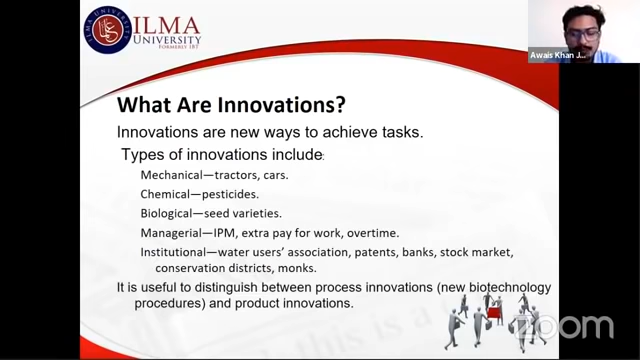 ILMA
UNIVERSITY
FORMERLY IBT
Awais Khan J...
What Are Innovations?
Innovations are new ways to achieve tasks.
Types of innovations include:
Mechanical—tractors, cars.
Chemical—pesticides.
Biological—seed varieties.
Managerial—IPM, extra pay for work, overtime.
Institutional—water users’ association, patents, banks, stock market,
conservation districts, monks.
It is useful to distinguish between process innovations (new biotechnology
procedures) and product innovations.
zoom